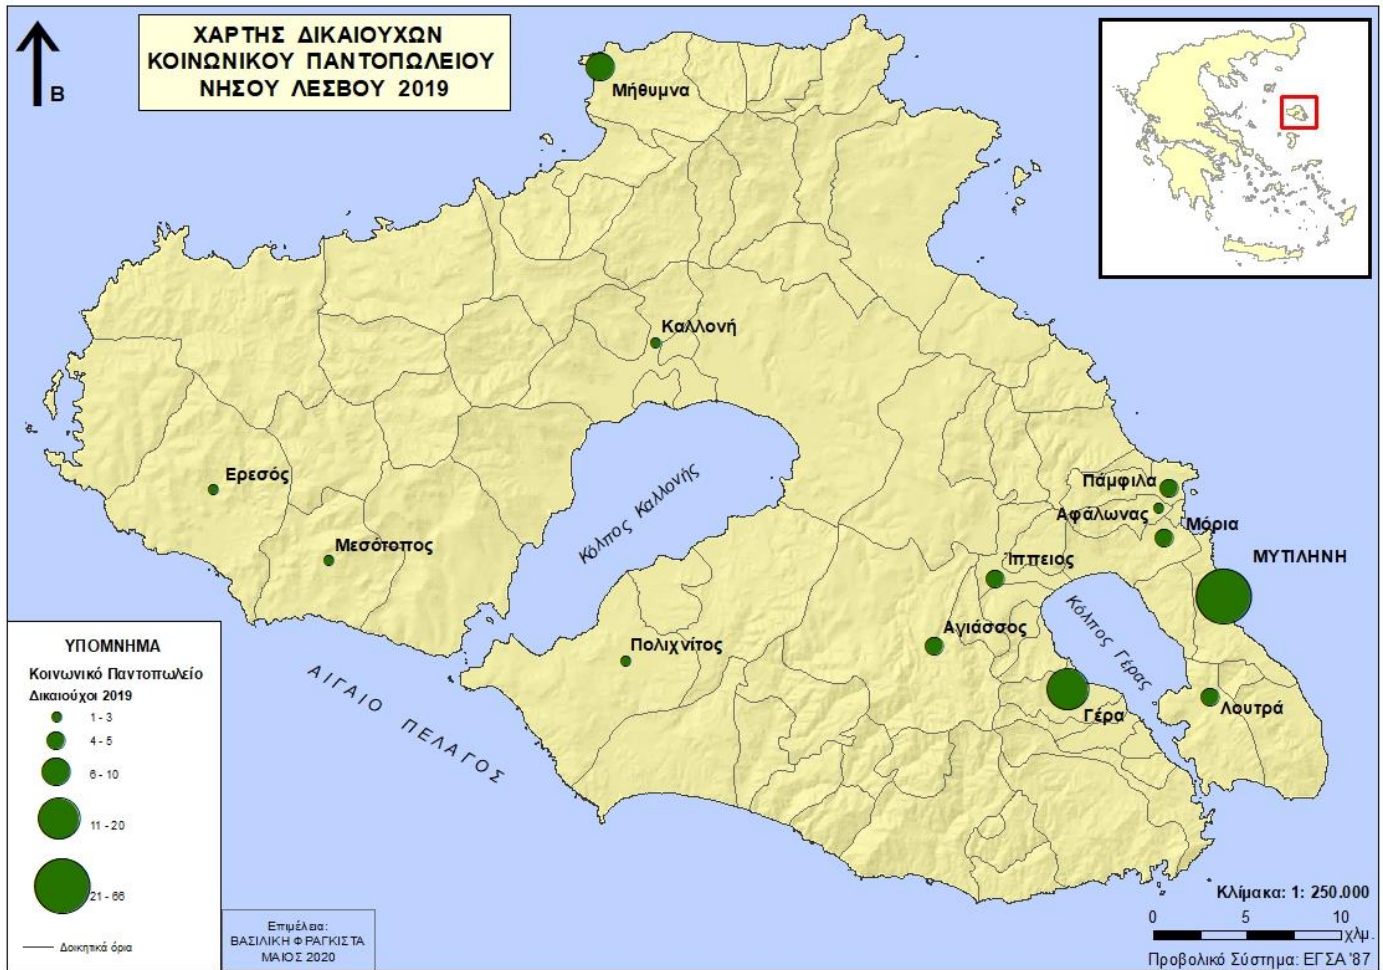 ΧΑΡΤΗΣ ΔΙΚΑΙΟΥΧΩΝ
ΚΟΙΝΩΝΙΚΟΥ ΠΑΝΤΟΠΩΛΕΙΟΥ
ΝΗΣΟΥ ΛΕΣΒΟΥ 2019
Β
Μήθυμνα
Καλλονή
Ερεσός
Μεσότοπος
Κόλπος Καλλονής
Πάμφιλα
Αφάλωνας
Μόρια
ΜΥΤΙΛΗΝΗ
Ίππειος
Κόλπος Γέρας
Αγιάσσος
Πολιχνίτος
Γέρα
Λουτρά
ΑΙΓΑΙΟ ΠΕΛΑΓΟΣ
ΥΠΟΜΝΗΜΑ
Κοινωνικό Παντοπωλείο
Δικαιούχοι 2019
1 - 3
4 - 5
6 - 10
11 - 20
21 - 66
Διοικητικά όρια
Επιμέλεια:
ΒΑΣΙΛΙΚΗ ΦΡΑΓΚΙΣΤΑ
ΜΑΙΟΣ 2020
Κλίμακα: 1: 250.000
0 5 10
χλμ.
Προβολικό Σύστημα: ΕΓΣΑ '87